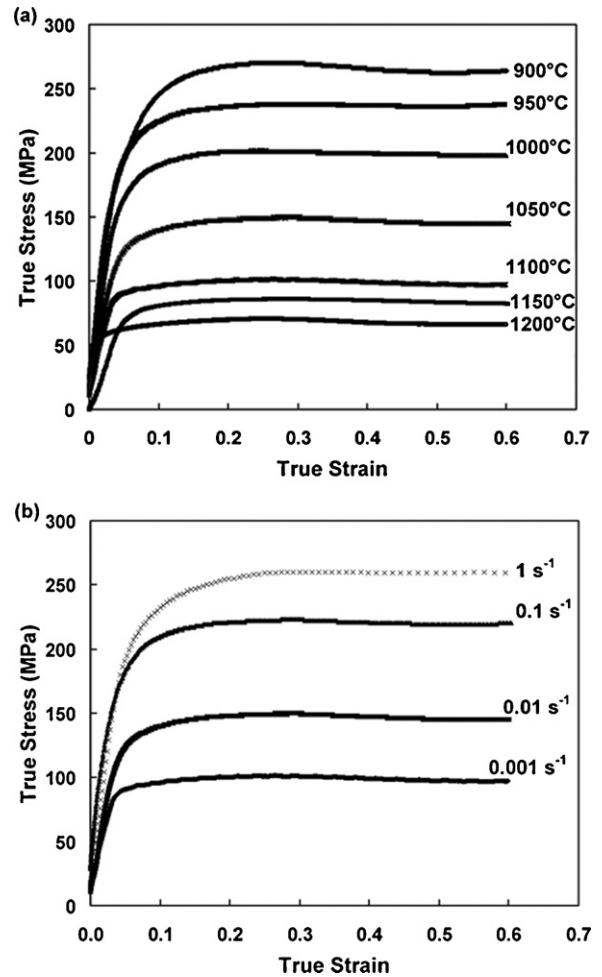 (a)
300
250
200
150
100
50
0
True Stress (MPa)
900°C
950°C
1000°C
1050°C
1100°C
1150°C
1200°C
0 0.1 0.2 0.3 0.4 0.5 0.6 0.7
True Strain
(b)
300
250
200
150
100
50
0
True Stress (MPa)
1 s⁻¹
0.1 s⁻¹
0.01 s⁻¹
0.001 s⁻¹
0.0 0.1 0.2 0.3 0.4 0.5 0.6 0.7
True Strain